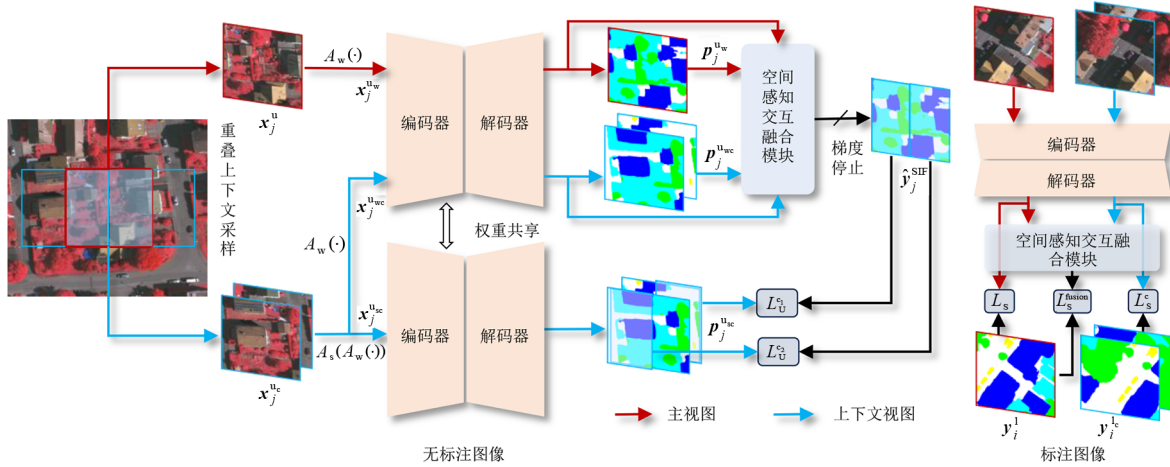 x_j^u
A_w(·)
x_j^{u_w}
重叠上下文采样
编码器
解码器
p_j^{u_w}
p_j^{u_wc}
空间感知交互融合模块
梯度停止
ŷ_j^{SIF}
x_j^{u_wc}
A_w(·)
权重共享
x_j^{u_c}
x_j^{u_sc}
A_s(A_w(·))
编码器
解码器
p_j^{u_sc}
L_U^{c_1}
L_U^{c_2}
主视图
上下文视图
无标注图像
编码器
解码器
空间感知交互融
合模块
L_S
L_S^{fusion}
L_S^c
y_i^l
y_i^{l_c}
标注图像